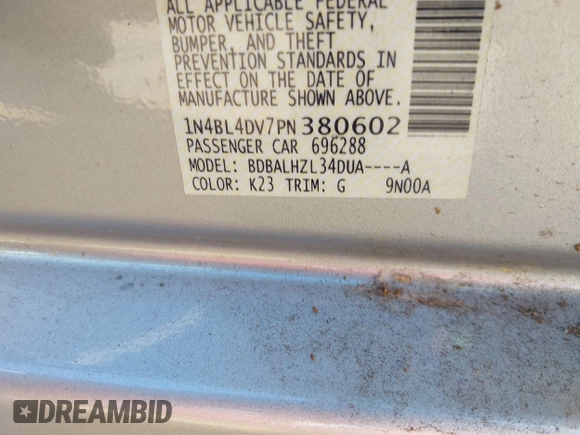 ALL APPLICABLE FEDERAL
MOTOR VEHICLE SAFETY,
BUMPER, AND THEFT
PREVENTION STANDARDS IN
EFFECT ON THE DATE OF
MANUFACTURE SHOWN ABOVE.
1N4BL4DV7PN380602
PASSENGER CAR 696288
MODEL: BDBALHZL34DUA----A
COLOR: K23 TRIM: G 9N00A
DREAMBID